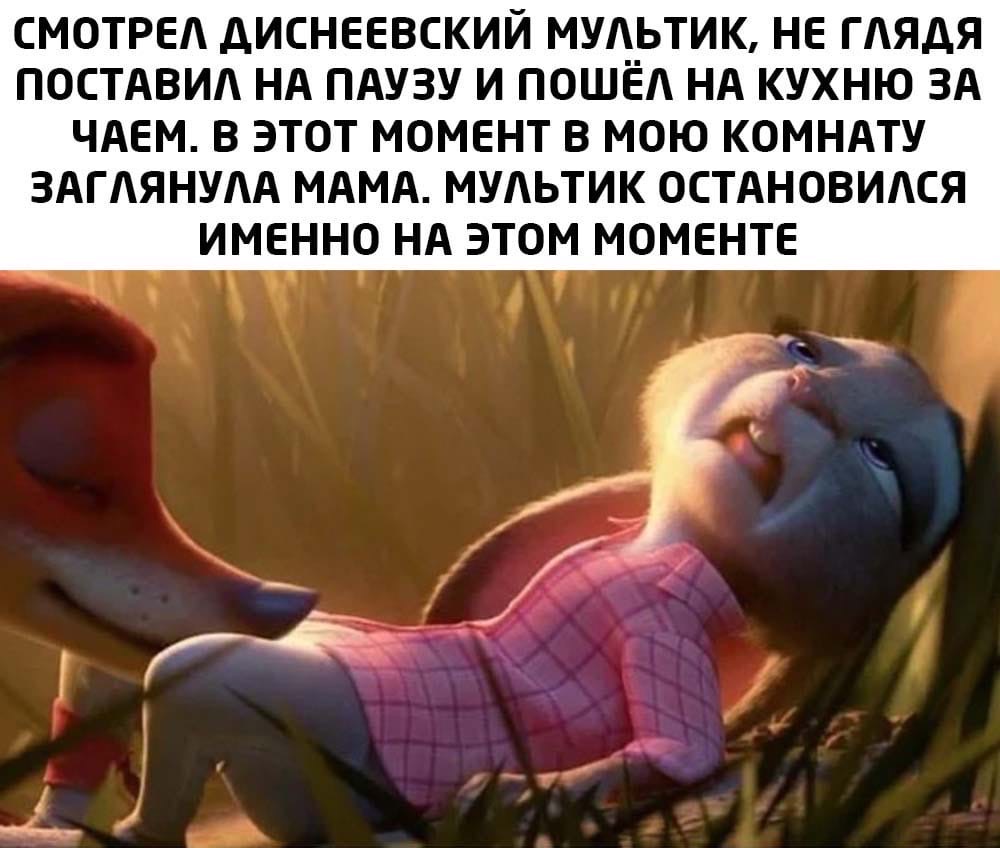 СМОТРЕЛ ДИСНЕЕВСКИЙ МУЛЬТИК, НЕ ГЛЯДЯ
ПОСТАВИЛ НА ПАУЗУ И ПОШЁЛ НА КУХНЮ ЗА
ЧАЕМ. В ЭТОТ МОМЕНТ В МОЮ КОМНАТУ
ЗАГЛЯНУЛА МАМА. МУЛЬТИК ОСТАНОВИЛСЯ
ИМЕННО НА ЭТОМ МОМЕНТЕ